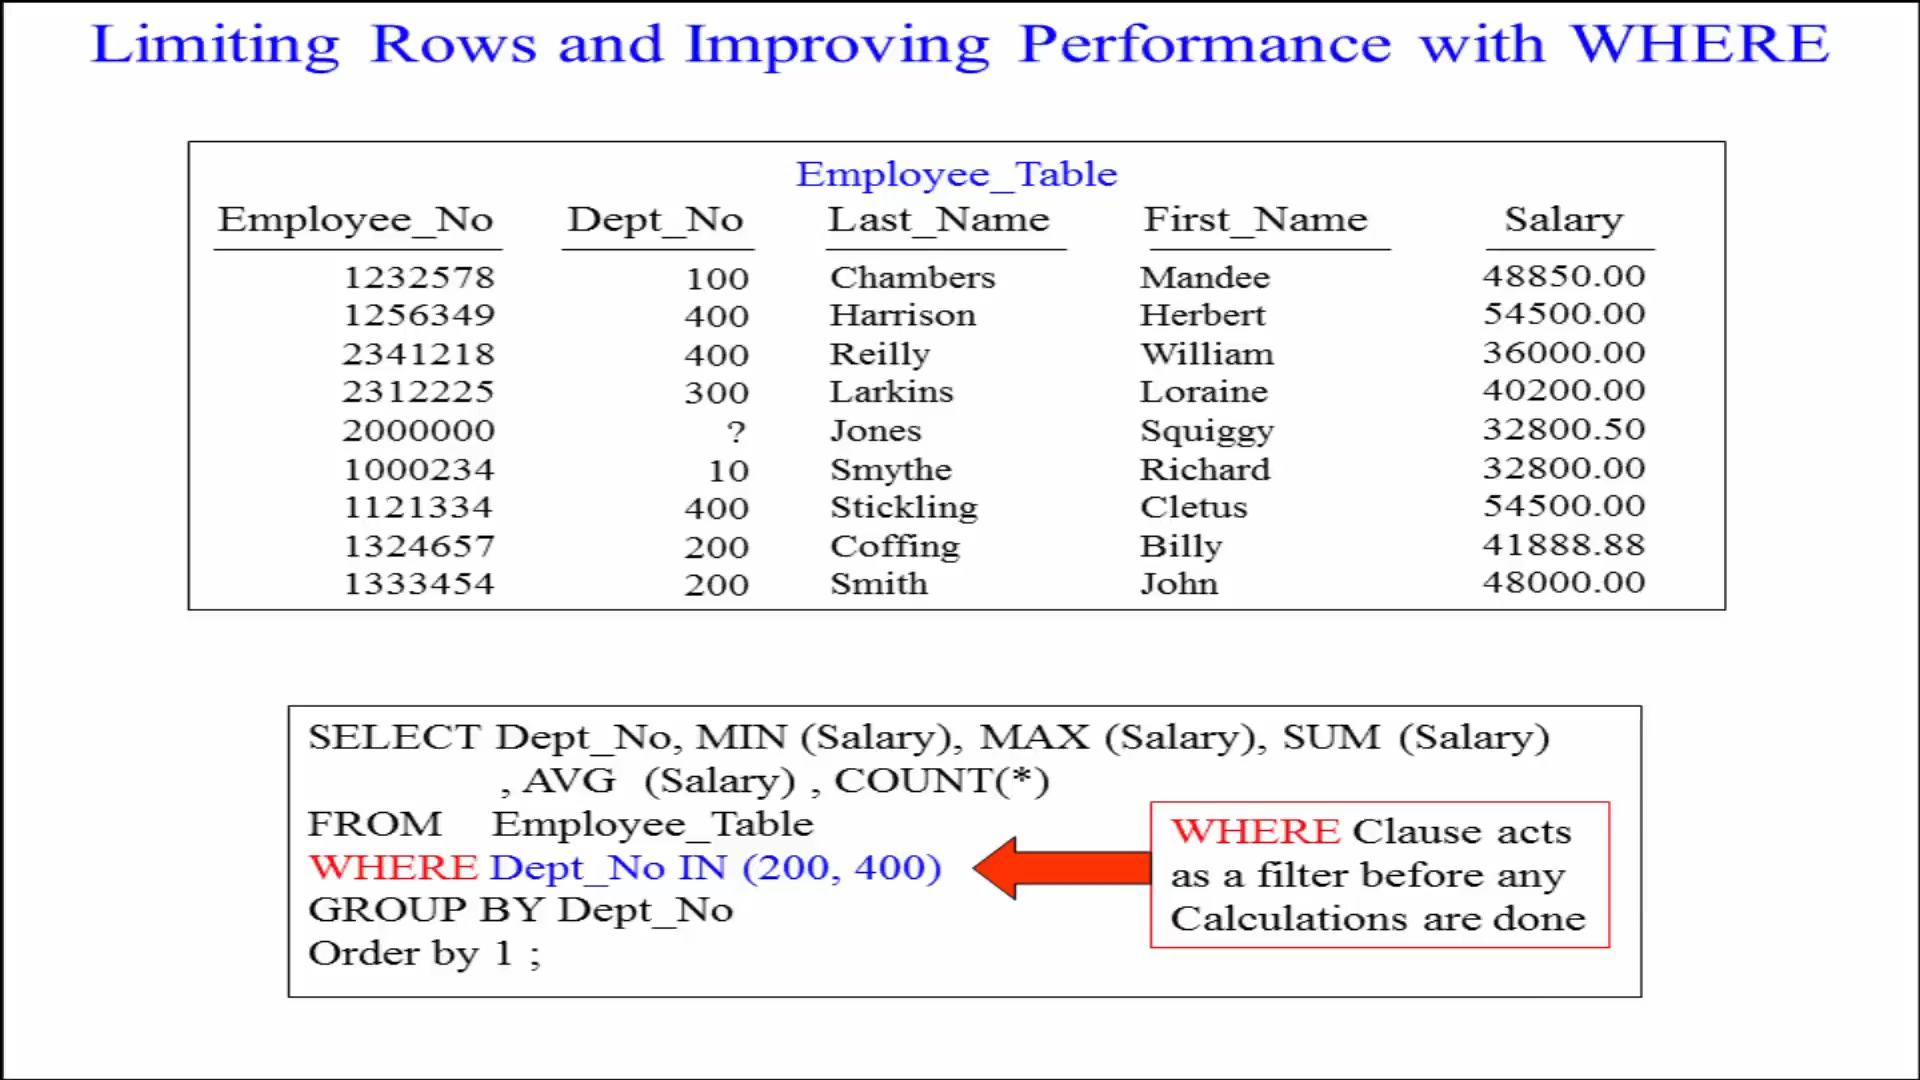 Limiting Rows and Improving Performance with WHERE
Employee_Table
Employee_No Dept_No Last_Name First_Name Salary
1232578 100 Chambers Mandee 48850.00
1256349 400 Harrison Herbert 54500.00
2341218 400 Reilly William 36000.00
2312225 300 Larkins Loraine 40200.00
2000000 ? Jones Squiggy 32800.50
1000234 10 Smythe Richard 32800.00
1121334 400 Stickling Cletus 54500.00
1324657 200 Coffing Billy 41888.88
1333454 200 Smith John 48000.00
SELECT Dept_No, MIN (Salary), MAX (Salary), SUM (Salary)
, AVG (Salary) , COUNT(*)
FROM Employee_Table
WHERE Dept_No IN (200, 400)
GROUP BY Dept_No
Order by 1 ;
WHERE Clause acts
as a filter before any
Calculations are done